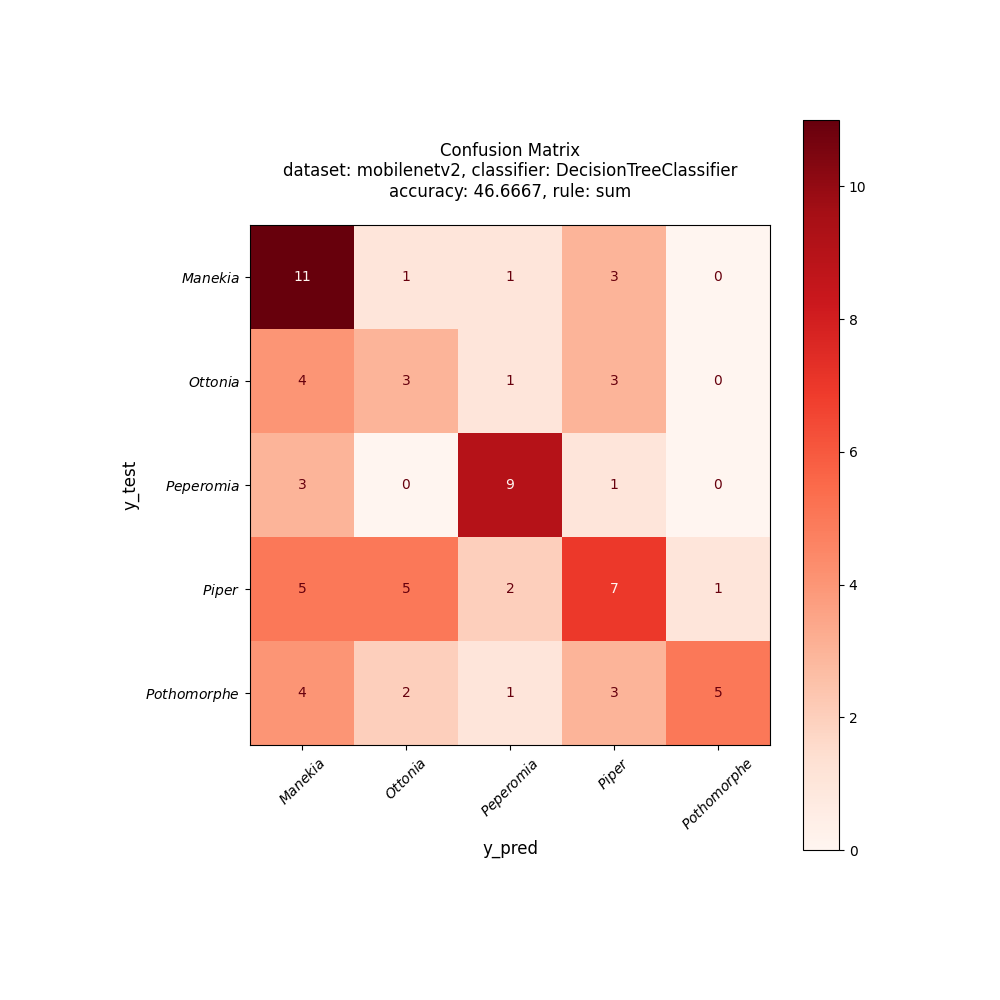 Confusion Matrix
dataset: mobilenetv2, classifier: DecisionTreeClassifier
accuracy: 46.6667, rule: sum
y_test
Manekia 11 1 1 3 0
Ottonia 4 3 1 3 0
Peperomia 3 0 9 1 0
Piper 5 5 2 7 1
Pothomorphe 4 2 1 3 5
Manekia Ottonia Peperomia Piper Pothomorphe
y_pred
10
8
6
4
2
0